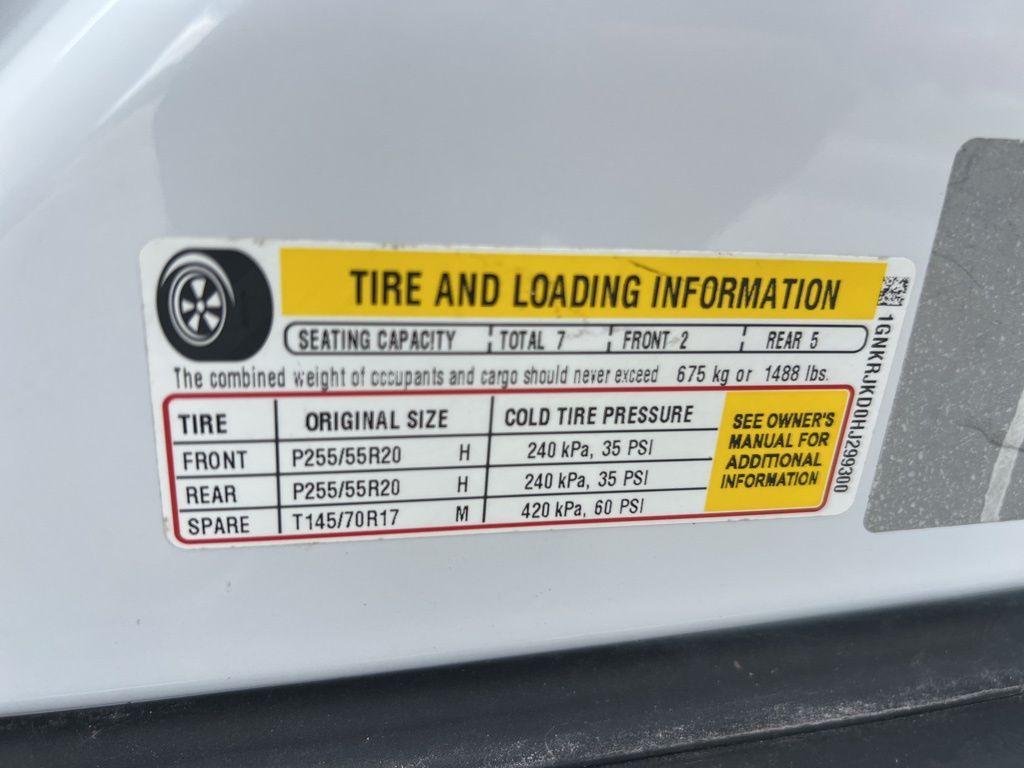 TIRE AND LOADING INFORMATION
SEATING CAPACITY TOTAL 7 FRONT 2 REAR 5
The combined weight of occupants and cargo should never exceed 675 kg or 1488 lbs.
TIRE ORIGINAL SIZE COLD TIRE PRESSURE
FRONT P255/55R20 H 240 kPa, 35 PSI
REAR P255/55R20 H 240 kPa, 35 PSI
SPARE T145/70R17 M 420 kPa, 60 PSI
SEE OWNER'S
MANUAL FOR
ADDITIONAL
INFORMATION
1GNKRJKD0HJ299300